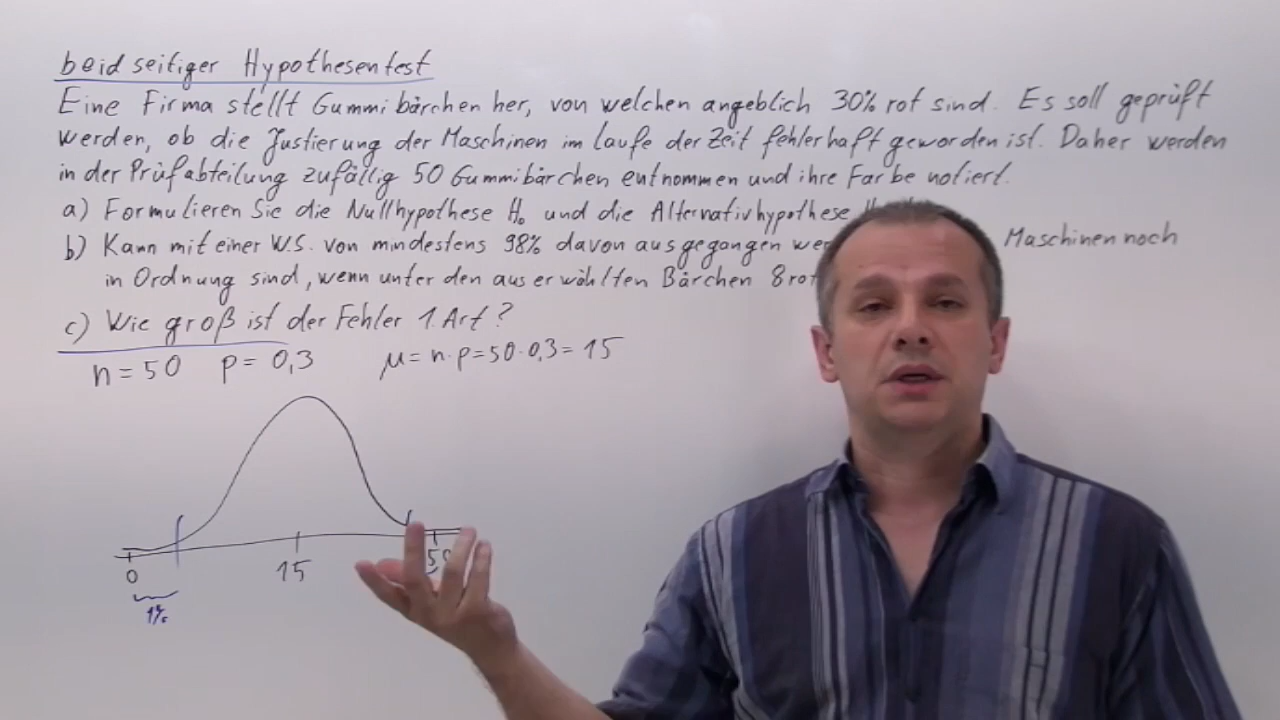 beidseitiger Hypothesentest
Eine Firma stellt Gummibärchen her, von welchen angeblich 30% rot sind. Es soll geprüft
werden, ob die Justierung der Maschinen im Laufe der Zeit fehlerhaft geworden ist. Daher werden
in der Prüfabteilung zufällig 50 Gummibärchen entnommen und ihre Farbe notiert.
a) Formulieren Sie die Nullhypothese H₀ und die Alternativhypothese
b) Kann mit einer W.S. von mindestens 98% davon ausgegangen wer Maschinen noch
in Ordnung sind, wenn unter den auserwählten Bärchen 8 rot
c) Wie groß ist der Fehler 1. Art?
n = 50 p = 0,3 μ = n·p = 50·0,3 = 15
0 15 50
1%